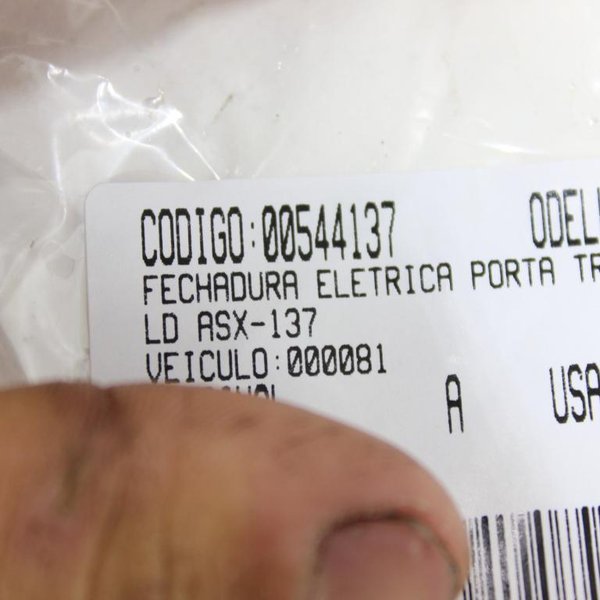 CODIGO:00544137 ODEL
FECHADURA ELETRICA PORTA TR
LD ASX-137
VEICULO:000081
A USA